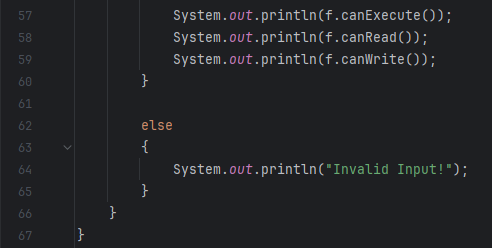 57 System.out.println(f.canExecute());
58 System.out.println(f.canRead());
59 System.out.println(f.canWrite());
60 }
61
62 else
63 {
64 System.out.println("Invalid Input!");
65 }
66 }
67 }